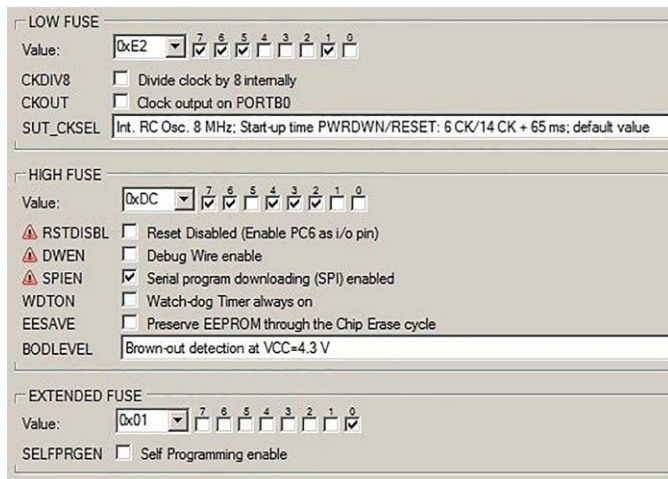 LOW FUSE
Value: 0xE2 7 6 5 4 3 2 1 0
CKDIV8 Divide clock by 8 internally
CKOUT Clock output on PORTB0
SUT_CKSEL Int. RC Osc. 8 MHz; Start-up time PWRDWN/RESET: 6 CK/14 CK + 65 ms; default value
HIGH FUSE
Value: 0xDC 7 6 5 4 3 2 1 0
RSTDISBL Reset Disabled (Enable PC6 as i/o pin)
DWEN Debug Wire enable
SPIEN Serial program downloading (SPI) enabled
WDTON Watch-dog Timer always on
EESAVE Preserve EEPROM through the Chip Erase cycle
BODLEVEL Brown-out detection at VCC=4.3 V
EXTENDED FUSE
Value: 0x01 7 6 5 4 3 2 1 0
SELFPRGEN Self Programming enable